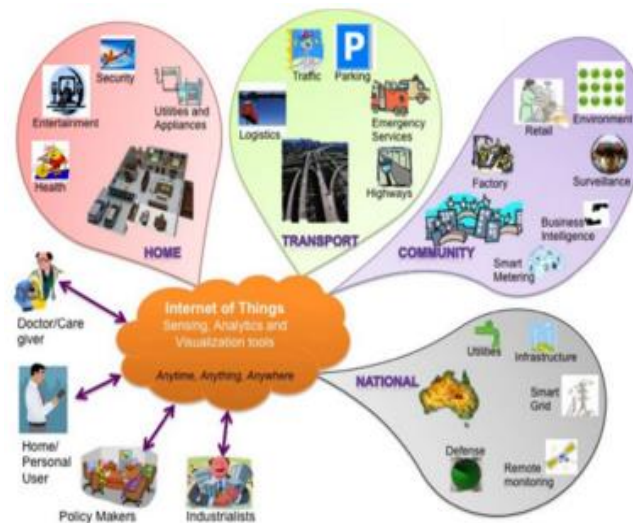 Security
Entertainment
Utilities and
Appliances
Health
HOME
Traffic
P
Parking
Logistics
Emergency
Services
Highways
TRANSPORT
Retail
Environment
Factory
Surveillance
Business
Intelligence
COMMUNITY
Smart
Metering
Internet of Things
Sensing, Analytics and
Visualization tools
Anytime, Anything, Anywhere
Doctor/Care
giver
Home/
Personal
User
Policy Makers
Industrialists
NATIONAL
Utilities
Infrastructure
Smart
Grid
Defense
Remote
monitoring